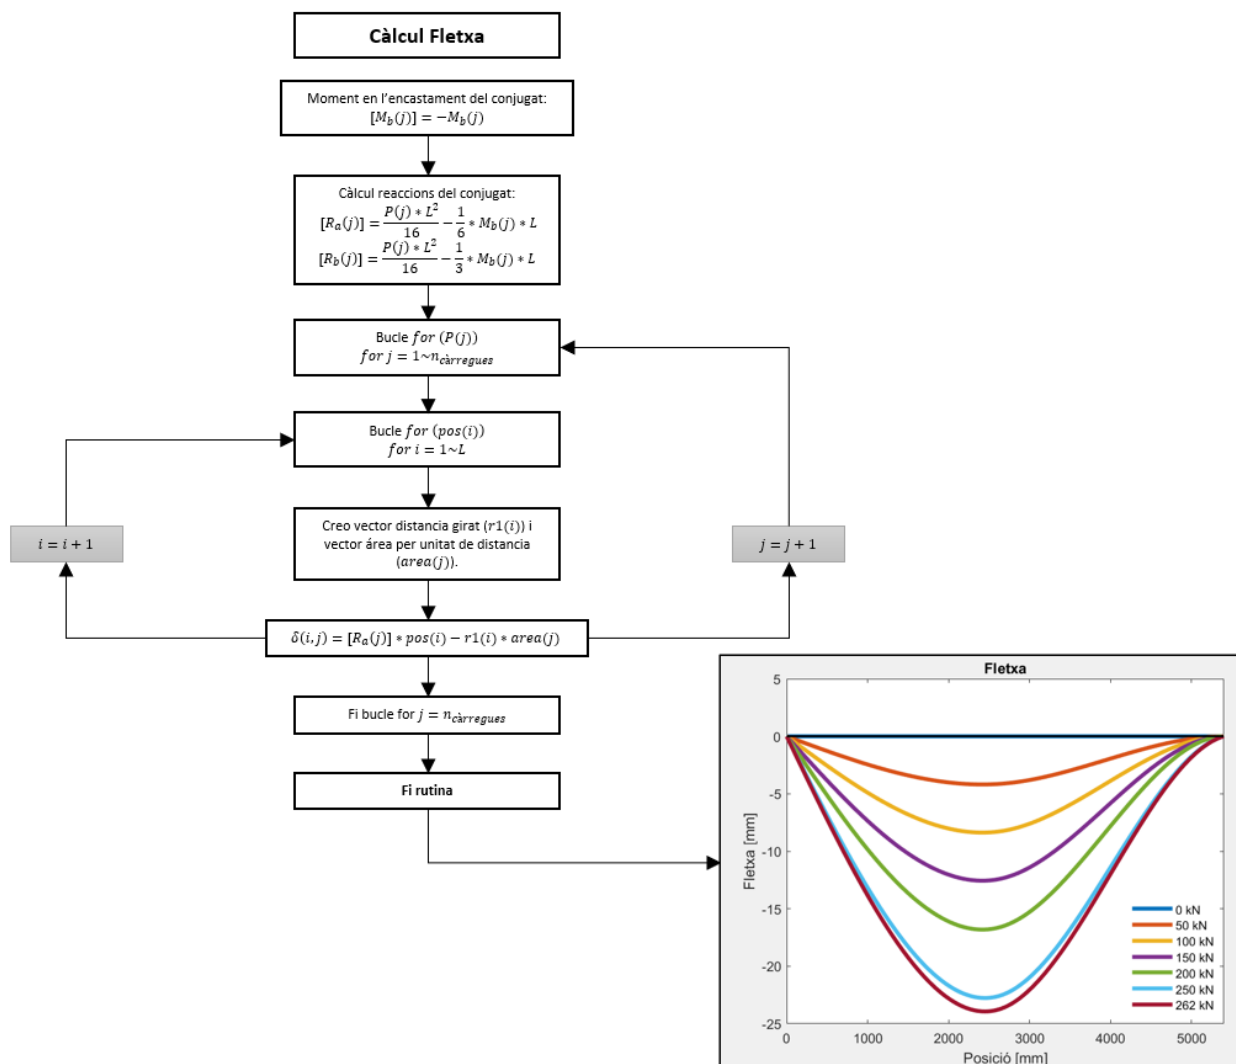 Càlcul Fletxa
Moment en l'encastament del conjugat:
[M_b(j)] = −M_b(j)
Càlcul reaccions del conjugat:
[R_a(j)] = P(j) * L^2 / 16 − 1/6 * M_b(j) * L
[R_b(j)] = P(j) * L^2 / 16 − 1/3 * M_b(j) * L
Bucle for (P(j))
for j = 1~n_càrregues
Bucle for (pos(i))
for i = 1~L
Creo vector distancia girat (r1(i)) i
vector área per unitat de distancia
(area(j)).
i = i + 1
j = j + 1
δ(i,j) = [R_a(j)] * pos(i) − r1(i) * area(j)
Fi bucle for j = n_càrregues
Fi rutina
Fletxa
5
0
-5
-10
-15
-20
-25
Fletxa [mm]
0 kN
50 kN
100 kN
150 kN
200 kN
250 kN
262 kN
0 1000 2000 3000 4000 5000
Posició [mm]